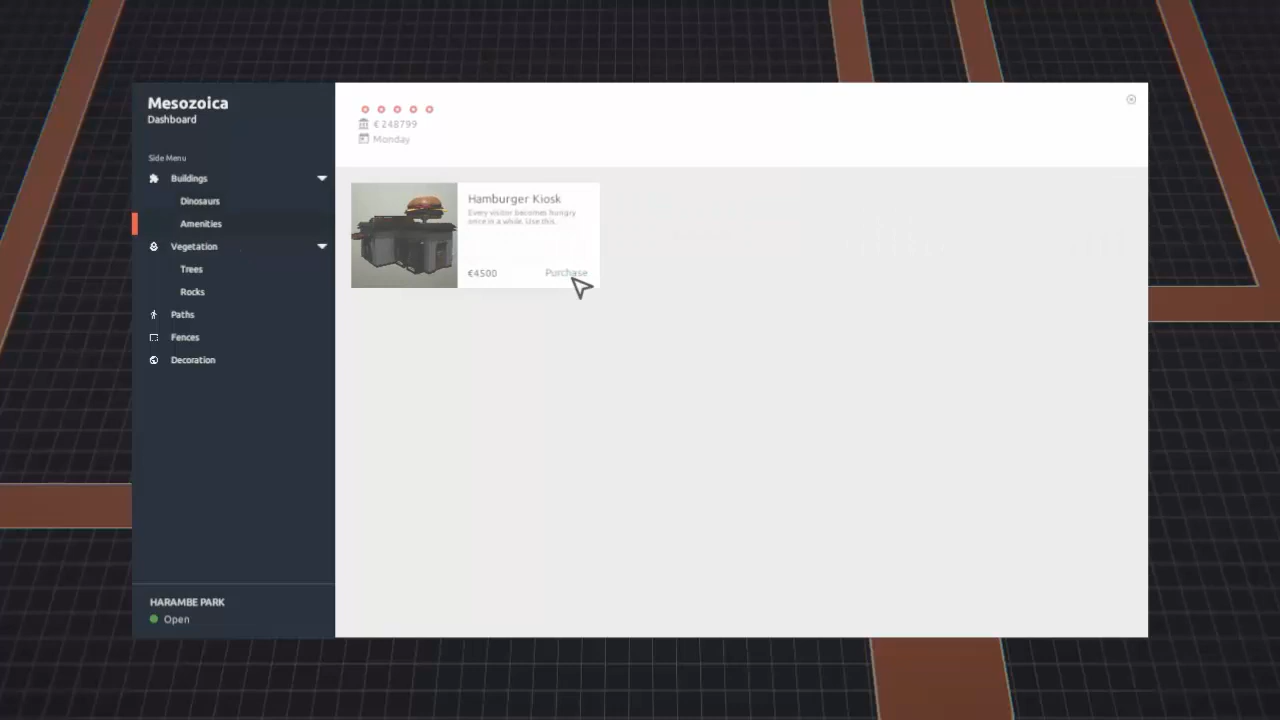 Mesozoica
Dashboard
Side Menu
Buildings
Dinosaurs
Amenities
Vegetation
Trees
Rocks
Paths
Fences
Decoration
HARAMBE PARK
Open
€ 248799
Monday
Hamburger Kiosk
Every visitor becomes hungry
once in a while. Use this
€4500
Purchase